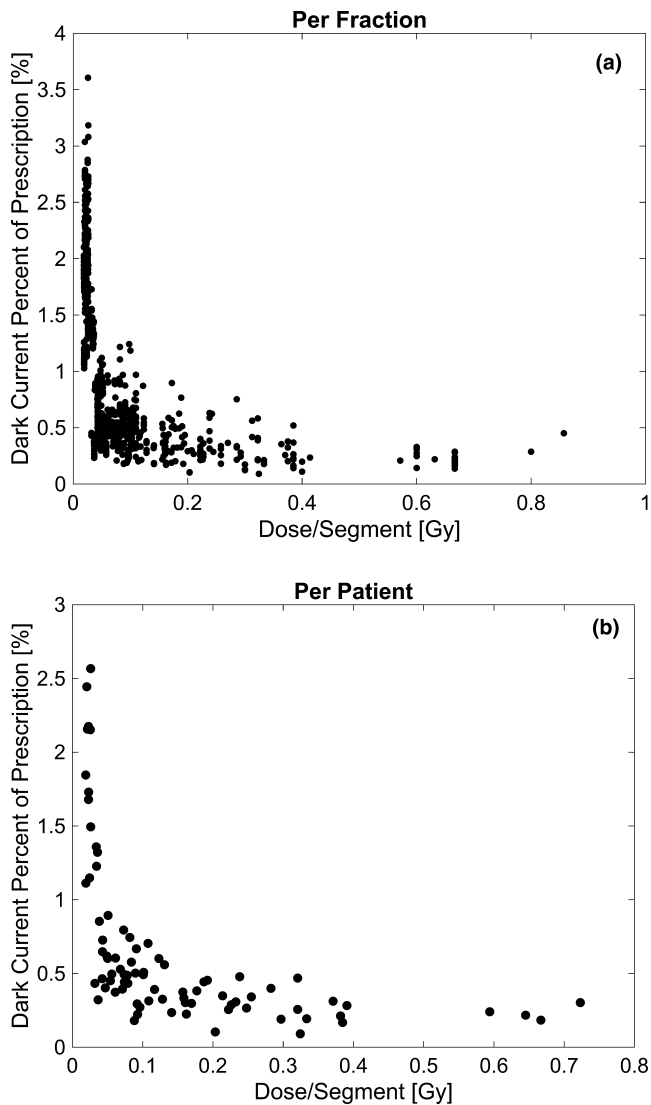 Per Fraction
(a)
Dark Current Percent of Prescription [%]
4
3.5
3
2.5
2
1.5
1
0.5
0
0 0.2 0.4 0.6 0.8 1
Dose/Segment [Gy]
Per Patient
(b)
Dark Current Percent of Prescription [%]
3
2.5
2
1.5
1
0.5
0
0 0.1 0.2 0.3 0.4 0.5 0.6 0.7 0.8
Dose/Segment [Gy]